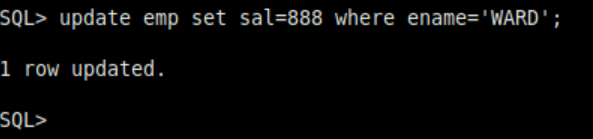 SQL> update emp set sal=888 where ename='WARD';
1 row updated.
SQL>